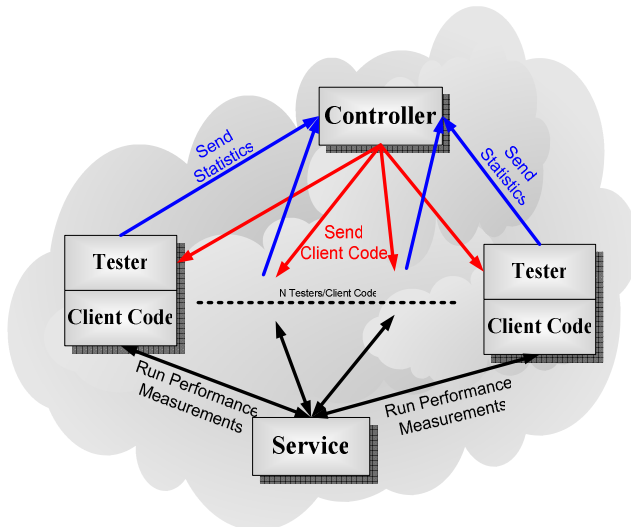 Controller
Send
Statistics
Send
Statistics
Send
Client Code
Tester
Client Code
N Testers/Client Code
Tester
Client Code
Run Performance
Measurements
Run Performance
Measurements
Service